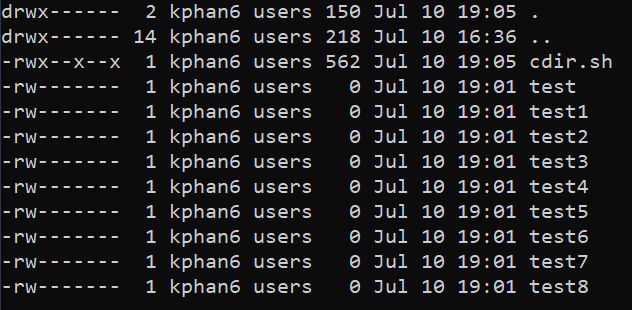 drwx------  2 kphan6 users 150 Jul 10 19:05 .
drwx------ 14 kphan6 users 218 Jul 10 16:36 ..
-rwx--x--x  1 kphan6 users 562 Jul 10 19:05 cdir.sh
-rw-------  1 kphan6 users   0 Jul 10 19:01 test
-rw-------  1 kphan6 users   0 Jul 10 19:01 test1
-rw-------  1 kphan6 users   0 Jul 10 19:01 test2
-rw-------  1 kphan6 users   0 Jul 10 19:01 test3
-rw-------  1 kphan6 users   0 Jul 10 19:01 test4
-rw-------  1 kphan6 users   0 Jul 10 19:01 test5
-rw-------  1 kphan6 users   0 Jul 10 19:01 test6
-rw-------  1 kphan6 users   0 Jul 10 19:01 test7
-rw-------  1 kphan6 users   0 Jul 10 19:01 test8